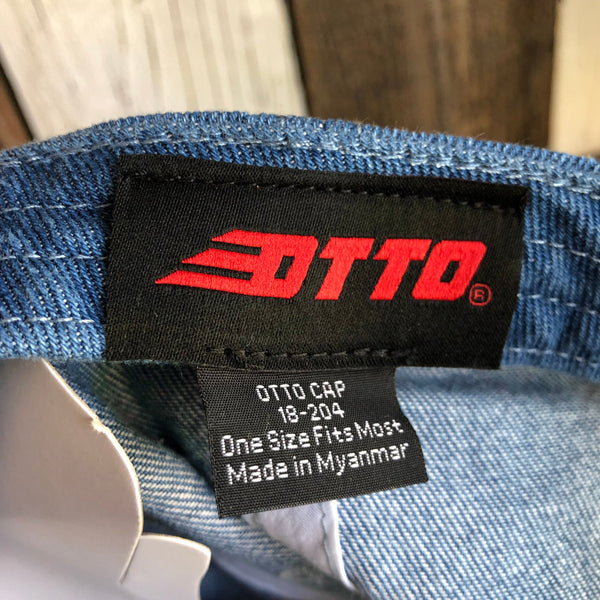 OTTO®
OTTO CAP
18-204
One Size Fits Most
Made in Myanmar